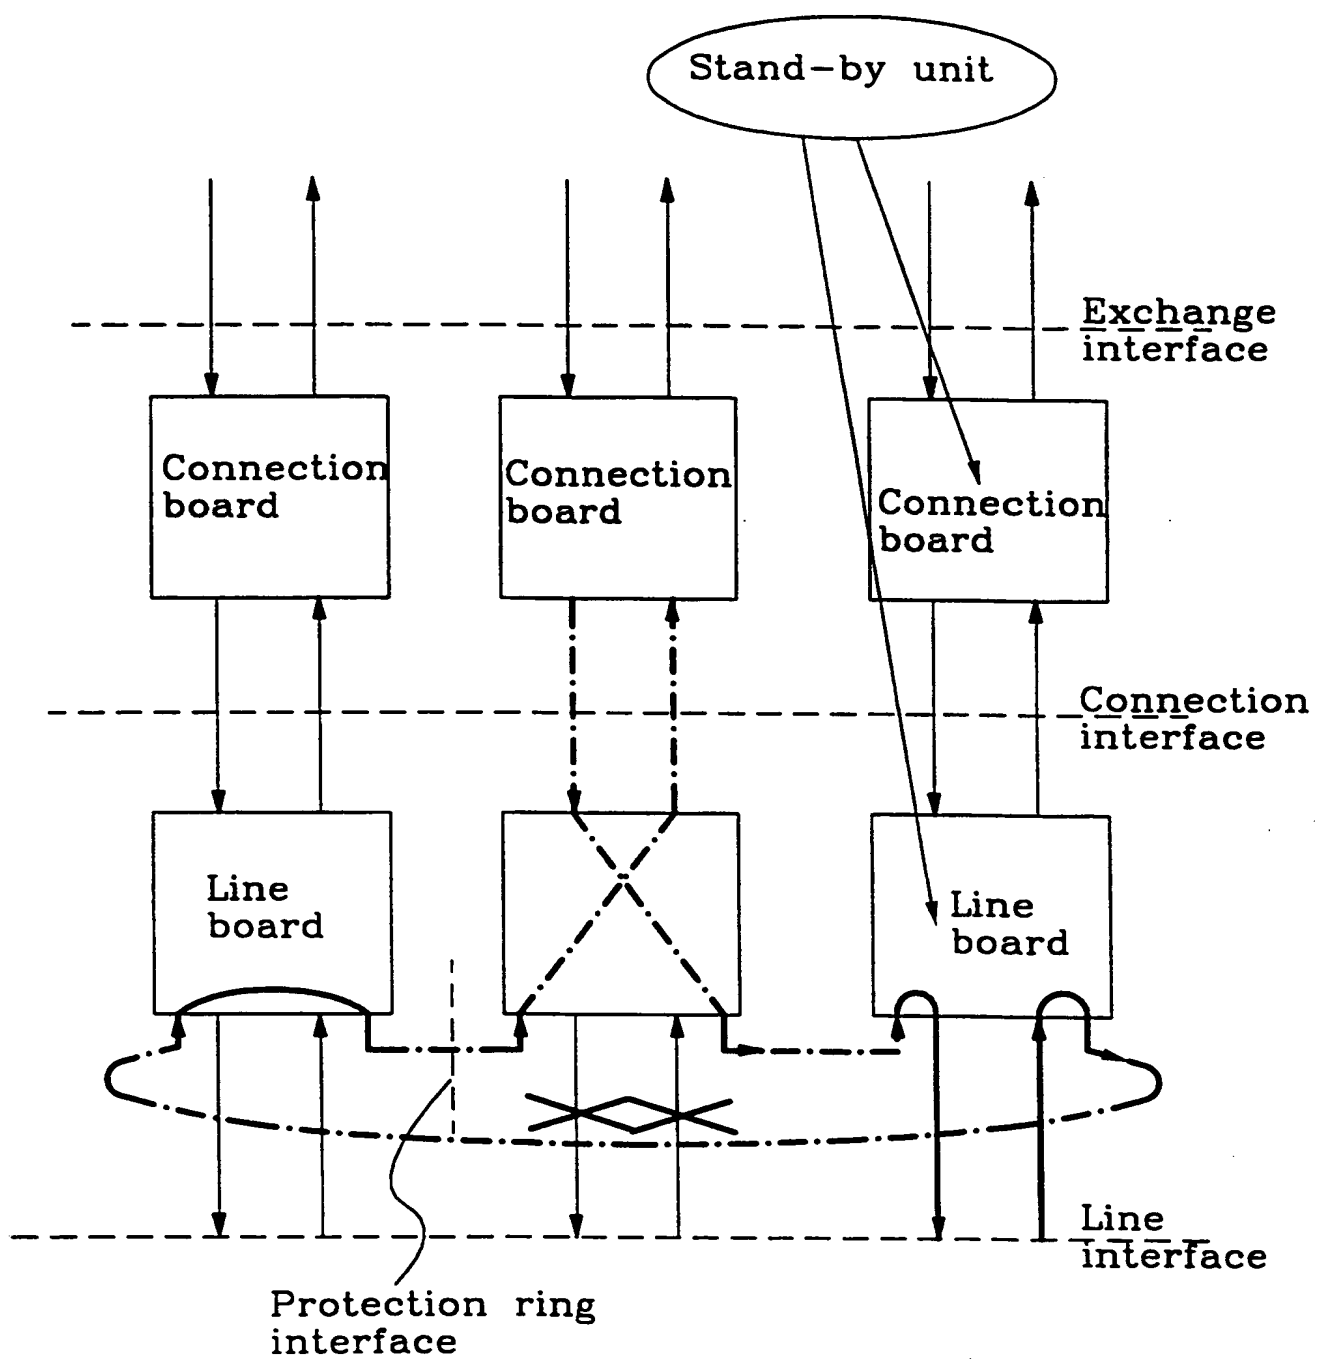 Stand-by unit
Exchange
interface
Connection
board
Connection
board
Connection
board
Connection
interface
Line
board
Line
board
Line
interface
Protection ring
interface